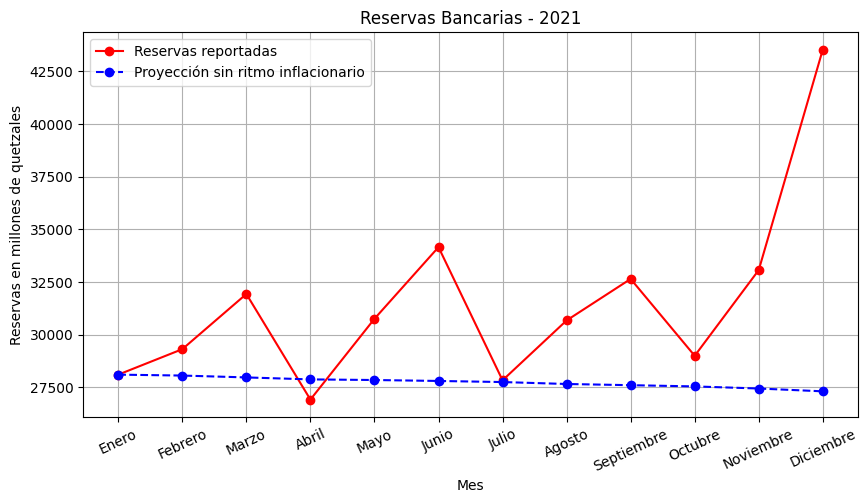 Reservas Bancarias - 2021
Reservas reportadas
Proyección sin ritmo inflacionario
Reservas en millones de quetzales
42500
40000
37500
35000
32500
30000
27500
Enero
Febrero
Marzo
Abril
Mayo
Junio
Julio
Agosto
Septiembre
Octubre
Noviembre
Diciembre
Mes